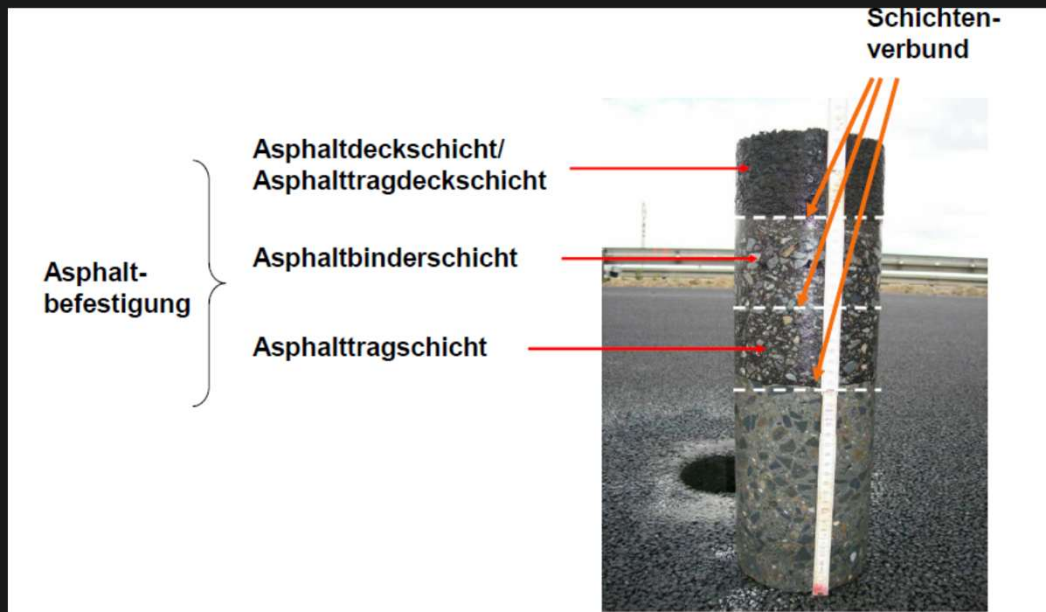 Schichten-
verbund
Asphaltdeckschicht/
Asphalttragdeckschicht
Asphaltbinderschicht
Asphalt-
befestigung
Asphalttragschicht